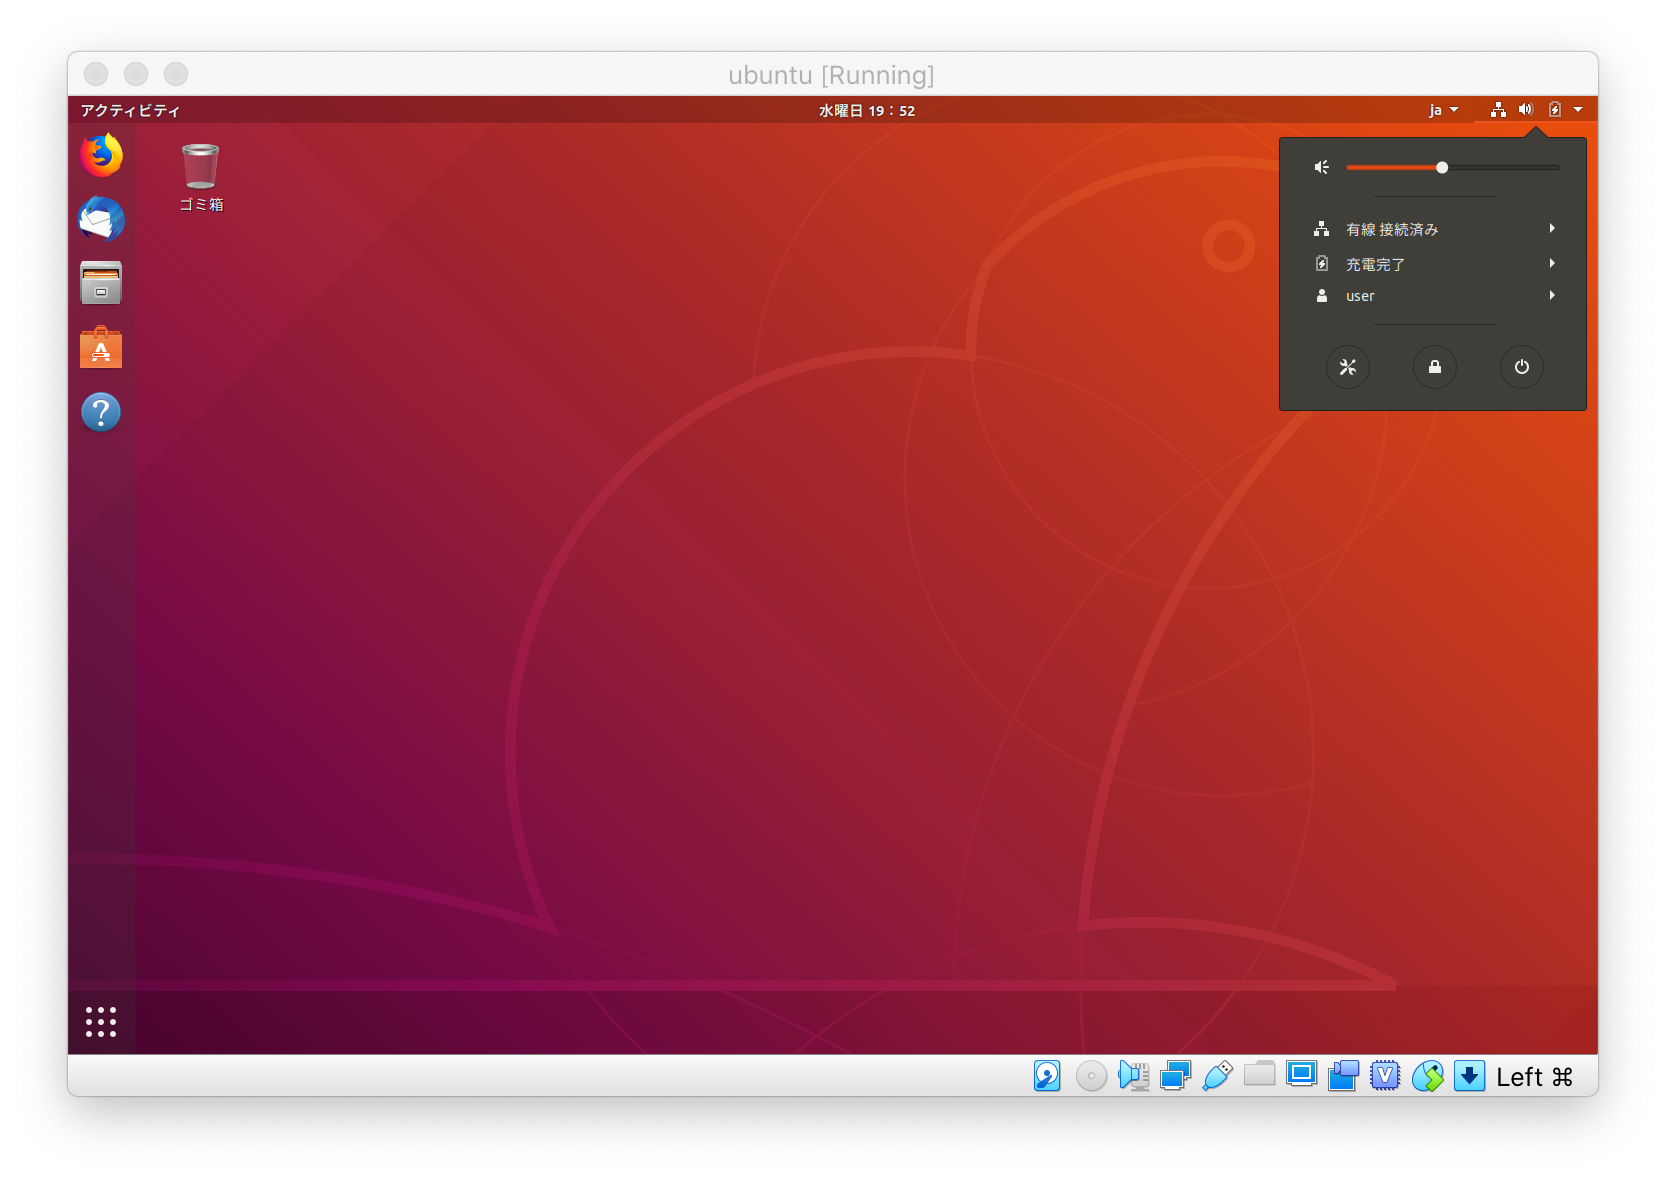 ubuntu [Running]
アクティビティ 水曜日 19：52 ja
ゴミ箱
有線 接続済み
充電完了
user
Left ⌘